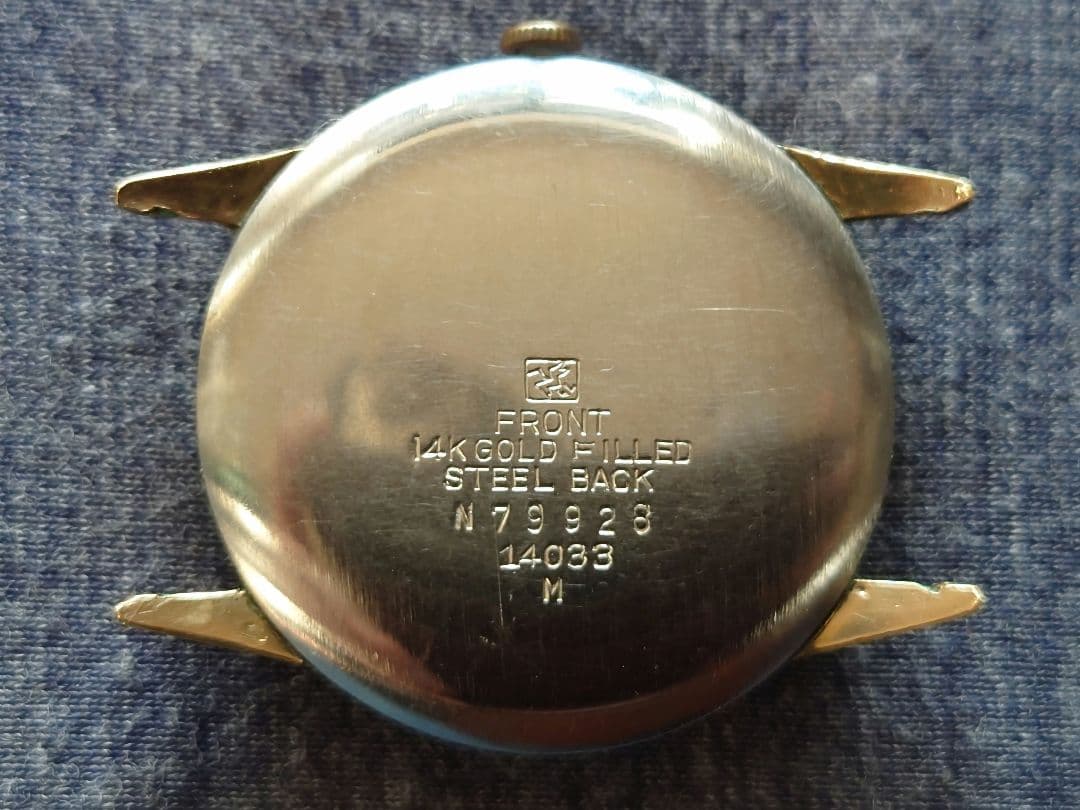 FRONT
14K GOLD FILLED
STEEL BACK
N79928
14033
M